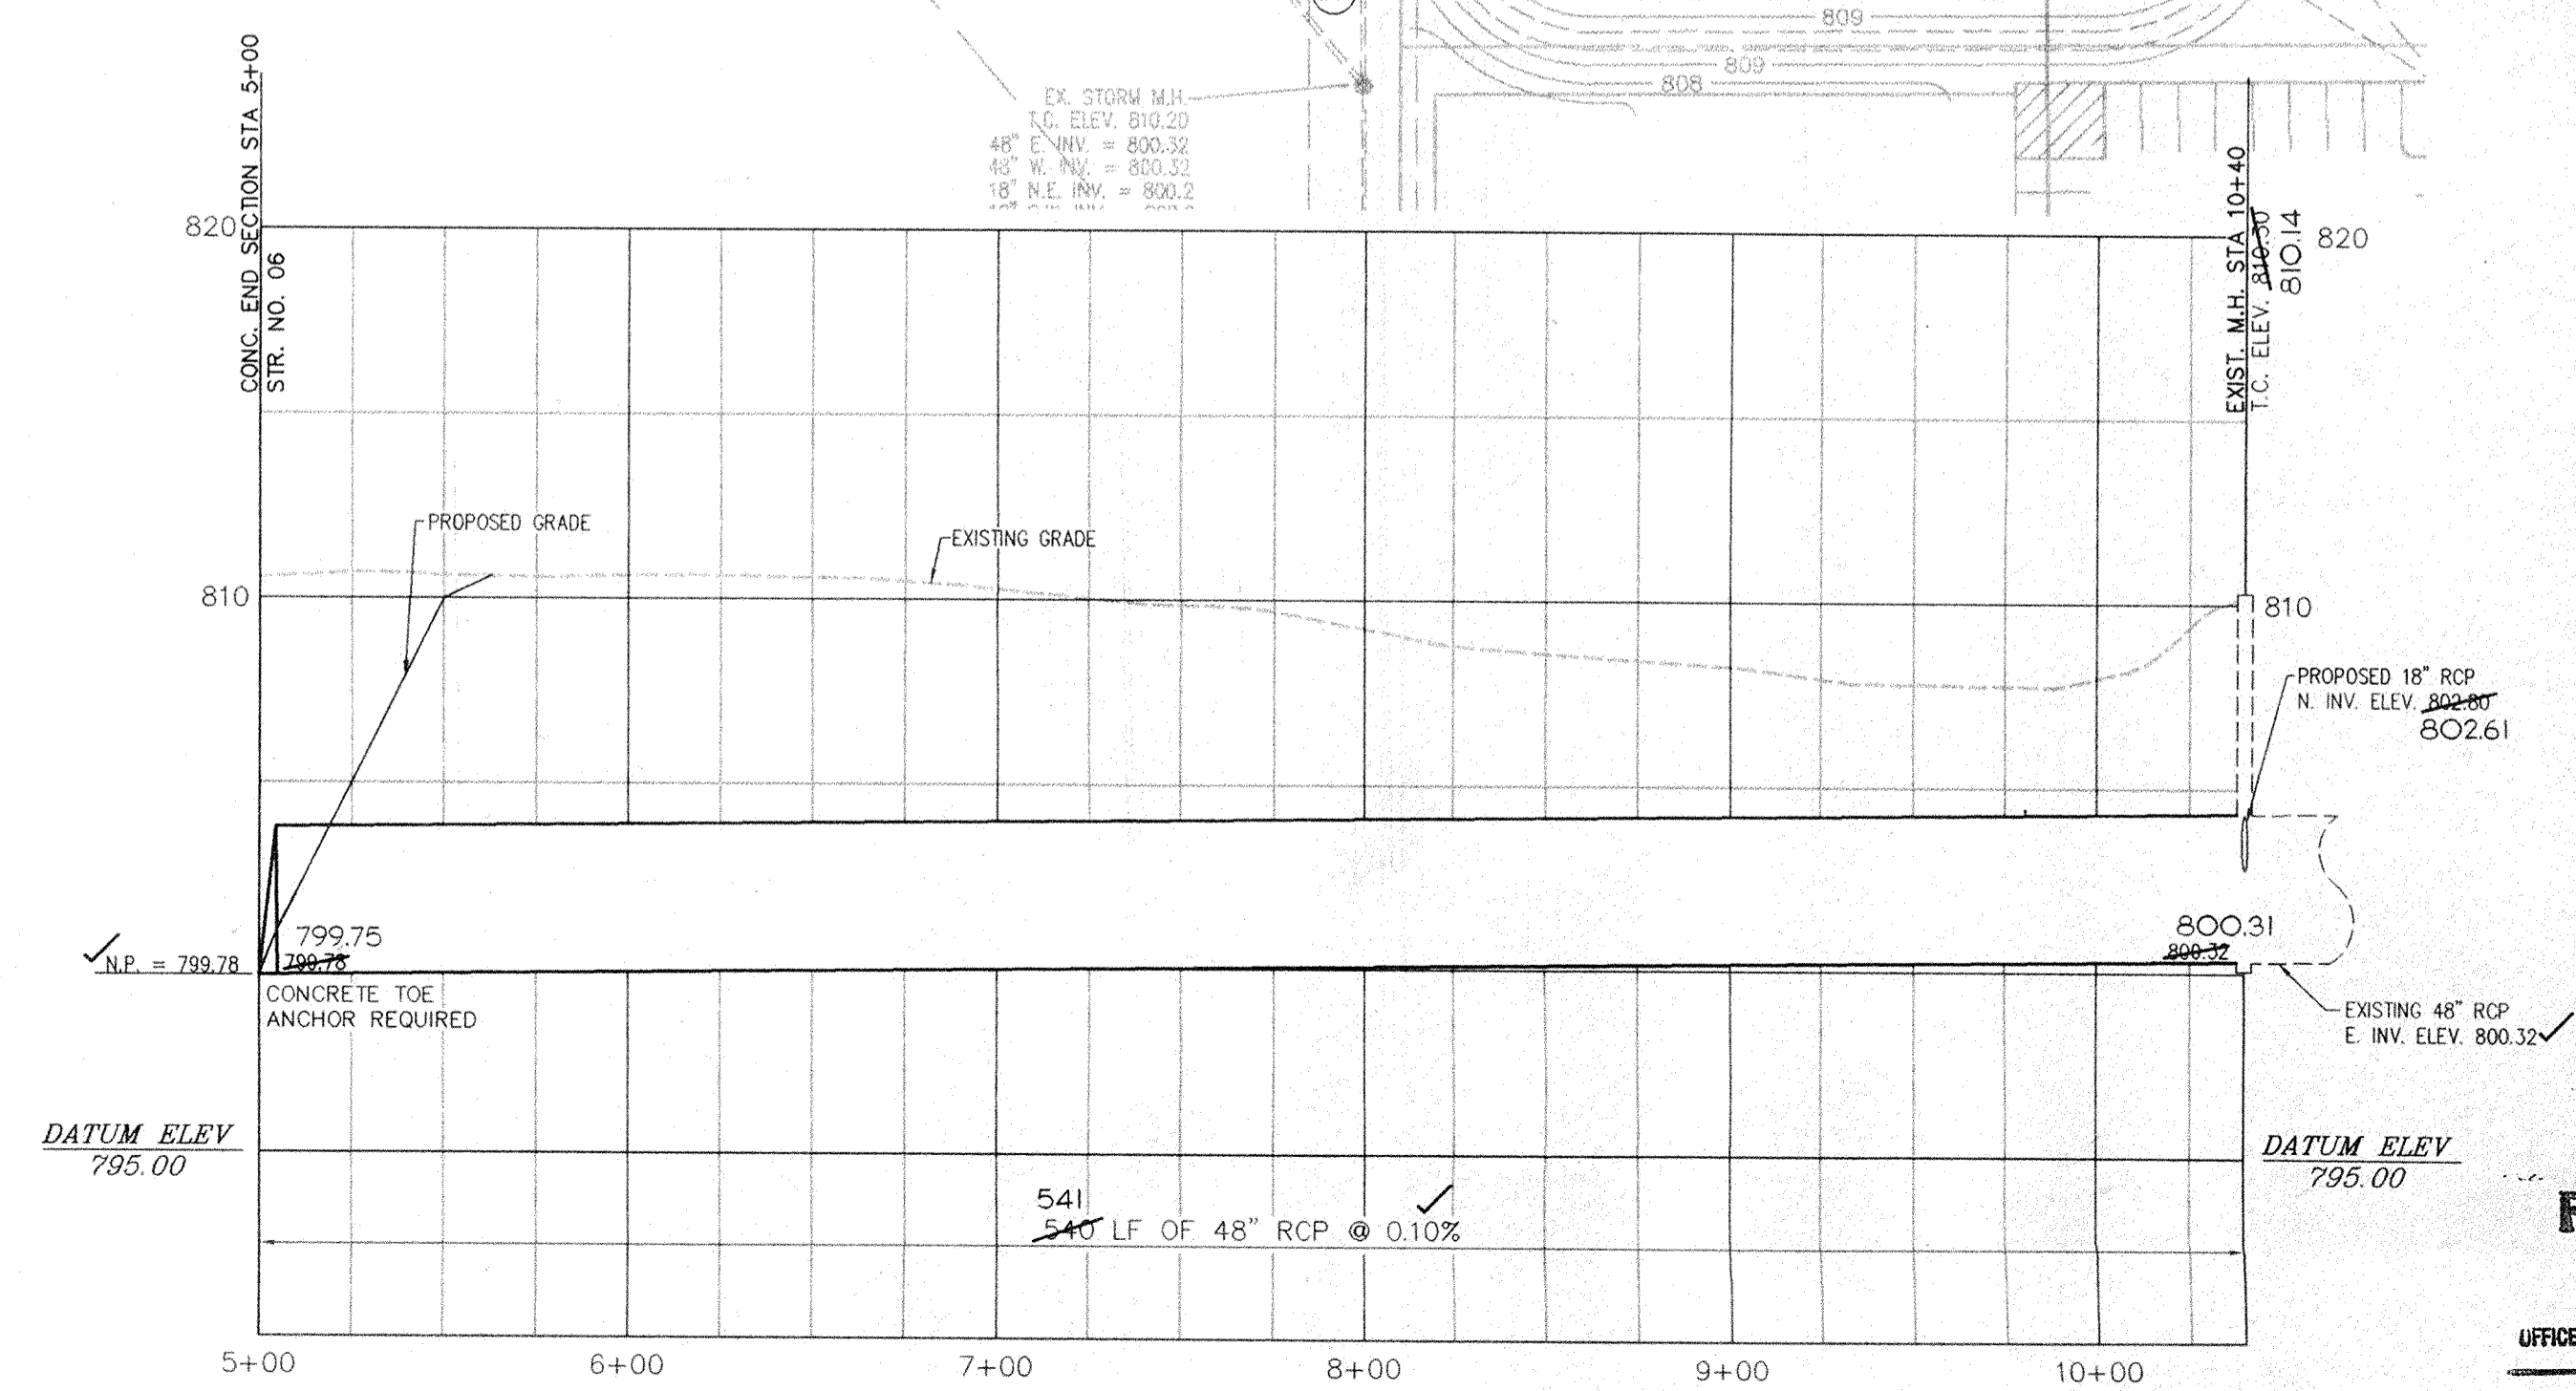 809
809
808
EX. STORM M.H.
T.C. ELEV. 810.20
48" E. INV. = 800.32
48" W. INV. = 800.32
18" N.E. INV. = 800.2
CONC. END SECTION STA 5+00
STR. NO. 06
EXIST. M.H. STA 10+40
T.C. ELEV. 810.30
810.14
820
820
PROPOSED GRADE
EXISTING GRADE
810
810
PROPOSED 18" RCP
N. INV. ELEV. 802.80
802.61
799.75
799.78
✓ N.P. = 799.78
800.31
800.32
CONCRETE TOE
ANCHOR REQUIRED
EXISTING 48" RCP
E. INV. ELEV. 800.32 ✓
DATUM ELEV
795.00
DATUM ELEV
795.00
541 ✓
540 LF OF 48" RCP @ 0.10%
5+00
6+00
7+00
8+00
9+00
10+00
OFFICE